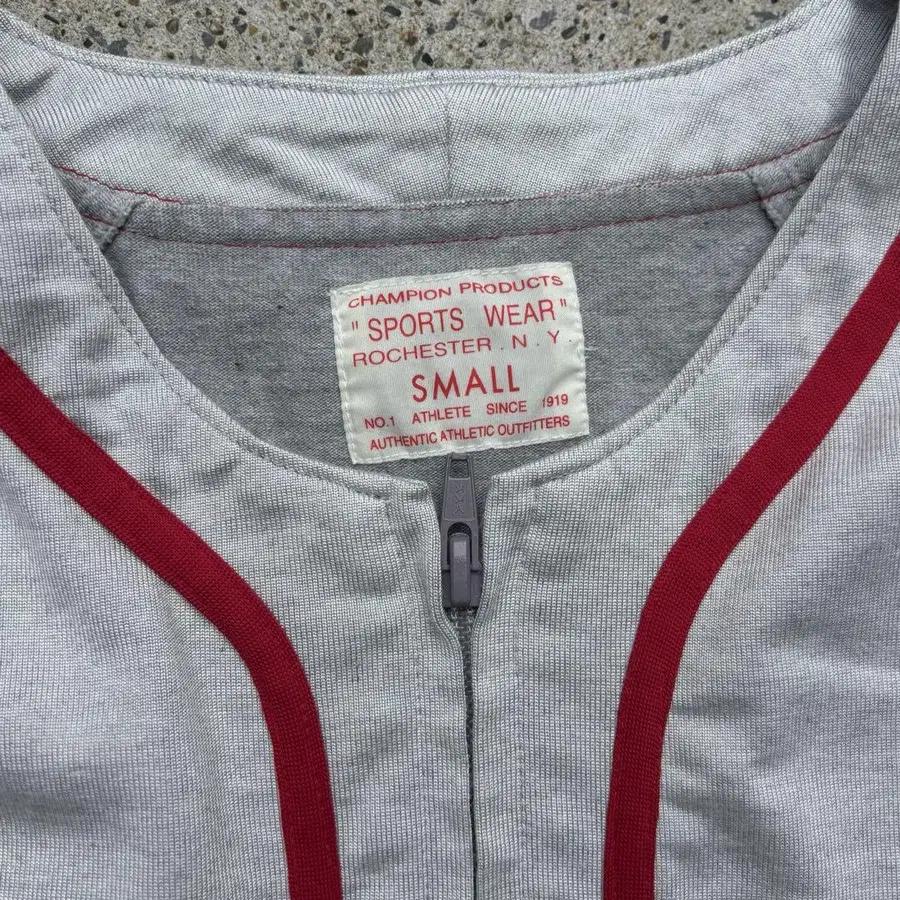 CHAMPION PRODUCTS
"SPORTS WEAR"
ROCHESTER . N . Y.
SMALL
NO.1 ATHLETE SINCE 1919
AUTHENTIC ATHLETIC OUTFITTERS